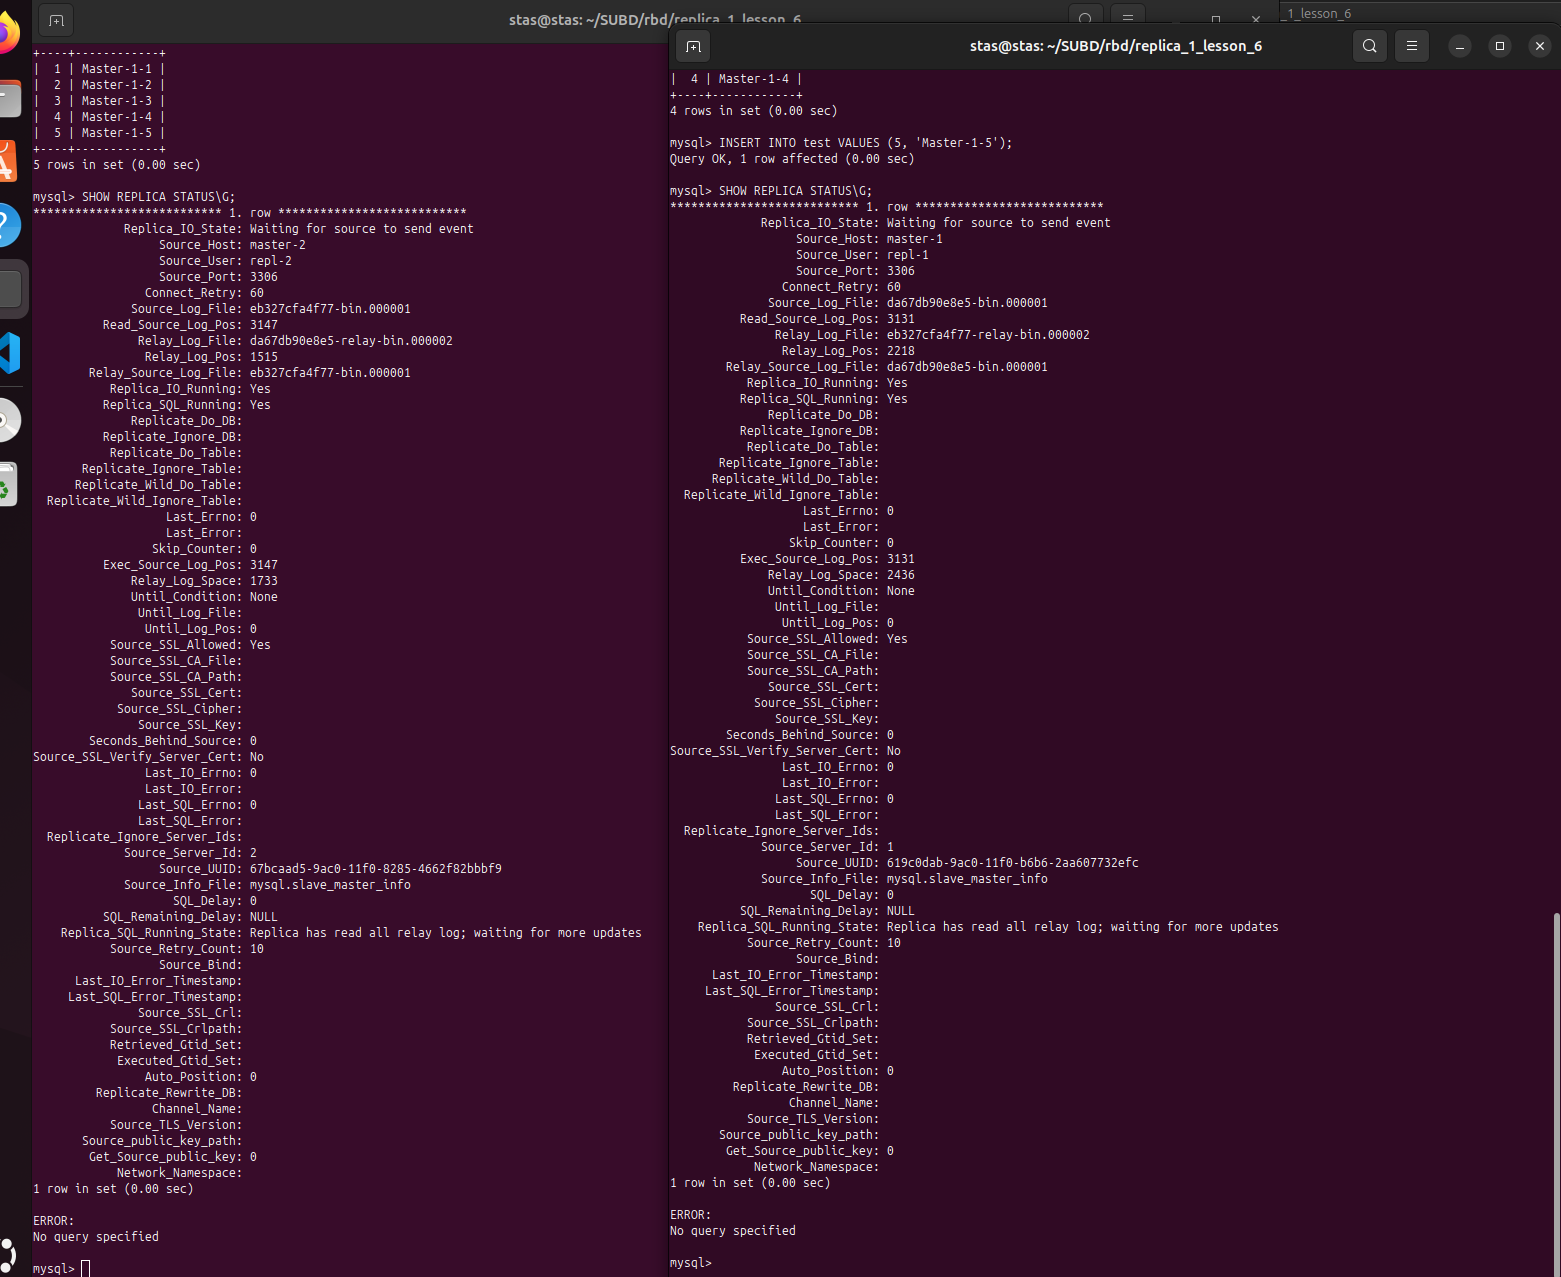 stas@stas: ~/SUBD/rbd/replica_1_lesson_6
+----+------------+
|  1 | Master-1-1 |
|  2 | Master-1-2 |
|  3 | Master-1-3 |
|  4 | Master-1-4 |
|  5 | Master-1-5 |
+----+------------+
5 rows in set (0.00 sec)
mysql> SHOW REPLICA STATUS\G;
*************************** 1. row ***************************
Replica_IO_State: Waiting for source to send event
Source_Host: master-2
Source_User: repl-2
Source_Port: 3306
Connect_Retry: 60
Source_Log_File: eb327cfa4f77-bin.000001
Read_Source_Log_Pos: 3147
Relay_Log_File: da67db90e8e5-relay-bin.000002
Relay_Log_Pos: 1515
Relay_Source_Log_File: eb327cfa4f77-bin.000001
Replica_IO_Running: Yes
Replica_SQL_Running: Yes
Replicate_Do_DB:
Replicate_Ignore_DB:
Replicate_Do_Table:
Replicate_Ignore_Table:
Replicate_Wild_Do_Table:
Replicate_Wild_Ignore_Table:
Last_Errno: 0
Last_Error:
Skip_Counter: 0
Exec_Source_Log_Pos: 3147
Relay_Log_Space: 1733
Until_Condition: None
Until_Log_File:
Until_Log_Pos: 0
Source_SSL_Allowed: Yes
Source_SSL_CA_File:
Source_SSL_CA_Path:
Source_SSL_Cert:
Source_SSL_Cipher:
Source_SSL_Key:
Seconds_Behind_Source: 0
Source_SSL_Verify_Server_Cert: No
Last_IO_Errno: 0
Last_IO_Error:
Last_SQL_Errno: 0
Last_SQL_Error:
Replicate_Ignore_Server_Ids:
Source_Server_Id: 2
Source_UUID: 67bcaad5-9ac0-11f0-8285-4662f82bbbf9
Source_Info_File: mysql.slave_master_info
SQL_Delay: 0
SQL_Remaining_Delay: NULL
Replica_SQL_Running_State: Replica has read all relay log; waiting for more updates
Source_Retry_Count: 10
Source_Bind:
Last_IO_Error_Timestamp:
Last_SQL_Error_Timestamp:
Source_SSL_Crl:
Source_SSL_Crlpath:
Retrieved_Gtid_Set:
Executed_Gtid_Set:
Auto_Position: 0
Replicate_Rewrite_DB:
Channel_Name:
Source_TLS_Version:
Source_public_key_path:
Get_Source_public_key: 0
Network_Namespace:
1 row in set (0.00 sec)
ERROR:
No query specified
mysql>
_1_lesson_6
stas@stas: ~/SUBD/rbd/replica_1_lesson_6
|  4 | Master-1-4 |
+----+------------+
4 rows in set (0.00 sec)
mysql> INSERT INTO test VALUES (5, 'Master-1-5');
Query OK, 1 row affected (0.00 sec)
mysql> SHOW REPLICA STATUS\G;
*************************** 1. row ***************************
Replica_IO_State: Waiting for source to send event
Source_Host: master-1
Source_User: repl-1
Source_Port: 3306
Connect_Retry: 60
Source_Log_File: da67db90e8e5-bin.000001
Read_Source_Log_Pos: 3131
Relay_Log_File: eb327cfa4f77-relay-bin.000002
Relay_Log_Pos: 2218
Relay_Source_Log_File: da67db90e8e5-bin.000001
Replica_IO_Running: Yes
Replica_SQL_Running: Yes
Replicate_Do_DB:
Replicate_Ignore_DB:
Replicate_Do_Table:
Replicate_Ignore_Table:
Replicate_Wild_Do_Table:
Replicate_Wild_Ignore_Table:
Last_Errno: 0
Last_Error:
Skip_Counter: 0
Exec_Source_Log_Pos: 3131
Relay_Log_Space: 2436
Until_Condition: None
Until_Log_File:
Until_Log_Pos: 0
Source_SSL_Allowed: Yes
Source_SSL_CA_File:
Source_SSL_CA_Path:
Source_SSL_Cert:
Source_SSL_Cipher:
Source_SSL_Key:
Seconds_Behind_Source: 0
Source_SSL_Verify_Server_Cert: No
Last_IO_Errno: 0
Last_IO_Error:
Last_SQL_Errno: 0
Last_SQL_Error:
Replicate_Ignore_Server_Ids:
Source_Server_Id: 1
Source_UUID: 619c0dab-9ac0-11f0-b6b6-2aa607732efc
Source_Info_File: mysql.slave_master_info
SQL_Delay: 0
SQL_Remaining_Delay: NULL
Replica_SQL_Running_State: Replica has read all relay log; waiting for more updates
Source_Retry_Count: 10
Source_Bind:
Last_IO_Error_Timestamp:
Last_SQL_Error_Timestamp:
Source_SSL_Crl:
Source_SSL_Crlpath:
Retrieved_Gtid_Set:
Executed_Gtid_Set:
Auto_Position: 0
Replicate_Rewrite_DB:
Channel_Name:
Source_TLS_Version:
Source_public_key_path:
Get_Source_public_key: 0
Network_Namespace:
1 row in set (0.00 sec)
ERROR:
No query specified
mysql>